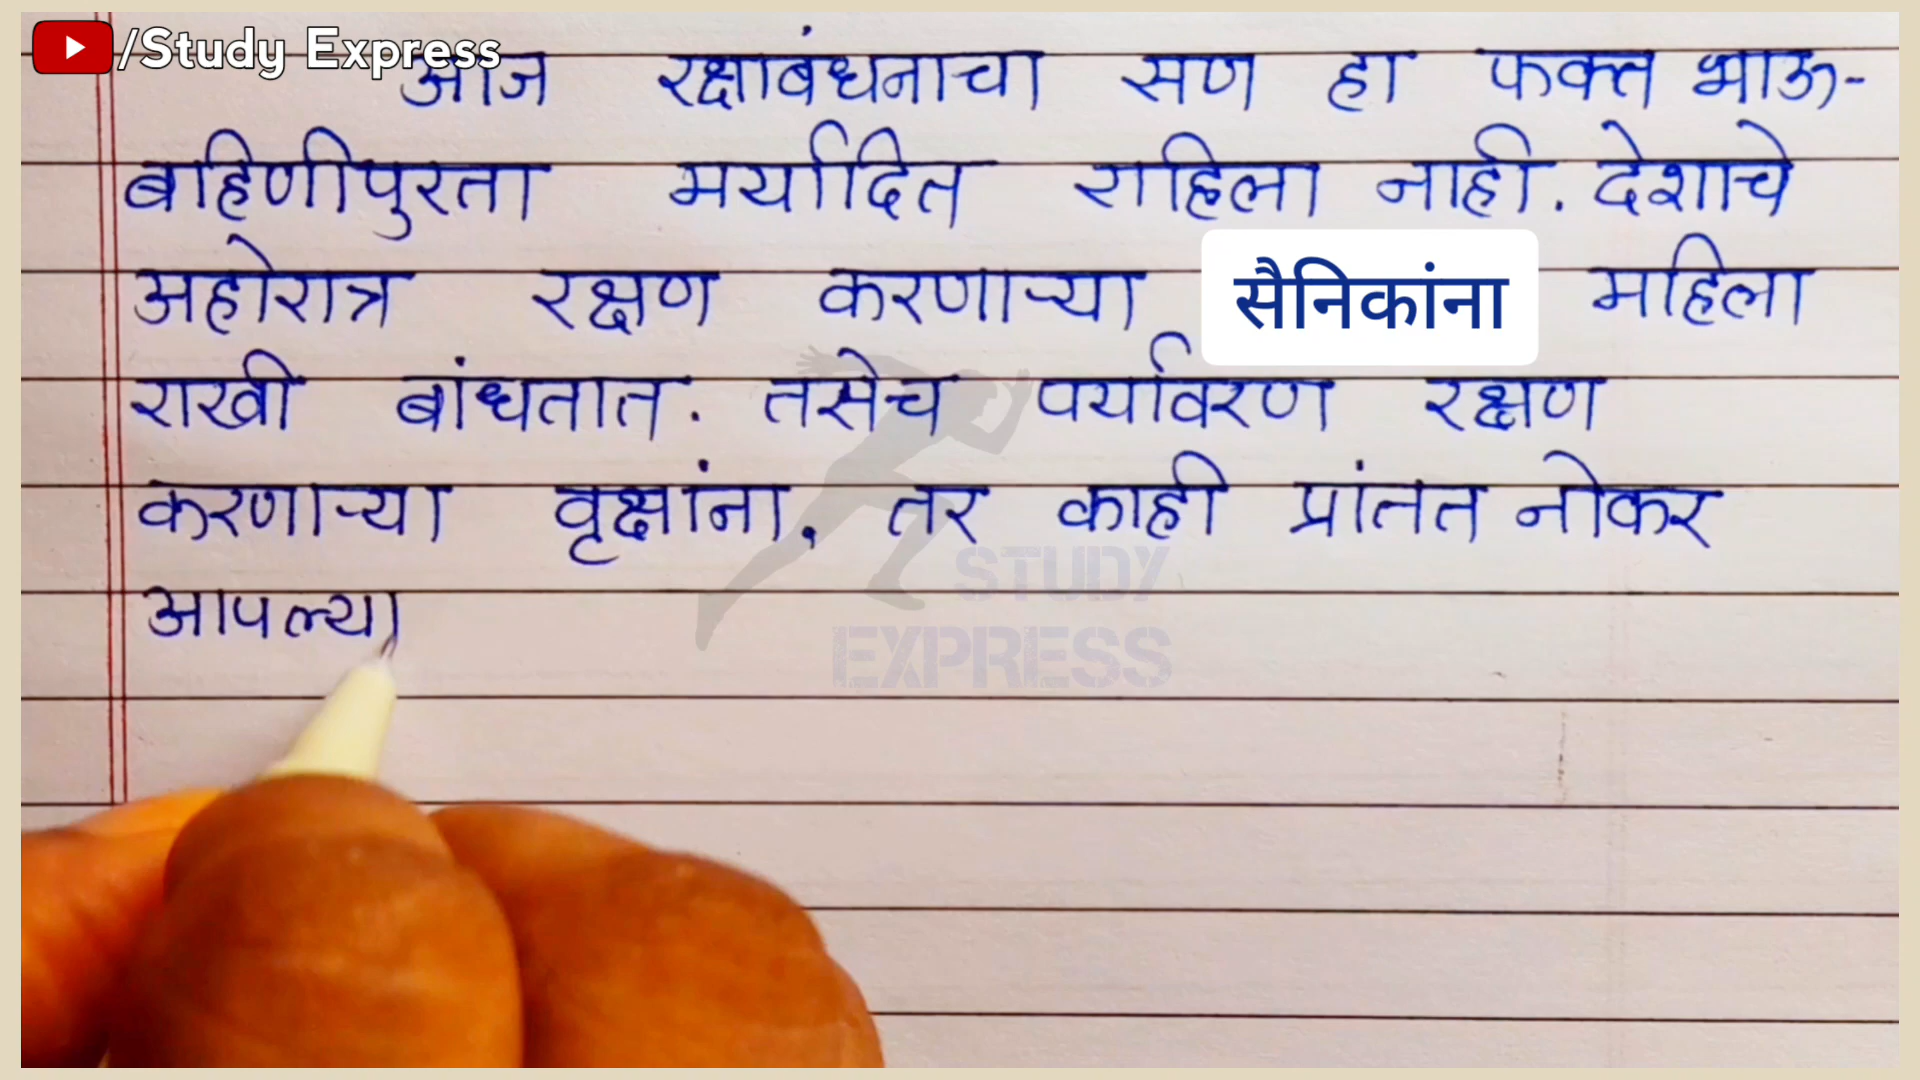 /Study Express
आज रक्षाबंधनाचा सण हा फक्त भाऊ-
बहिणीपुरता मर्यादित राहिला नाही. देशाचे
अहोरात्र रक्षण करणाऱ्या सैनिकांना महिला
राखी बांधतात. तसेच पर्यावरण रक्षण
करणाऱ्या वृक्षांना, तर काही प्रांतत नोकर
आपल्या
STUDY
EXPRESS